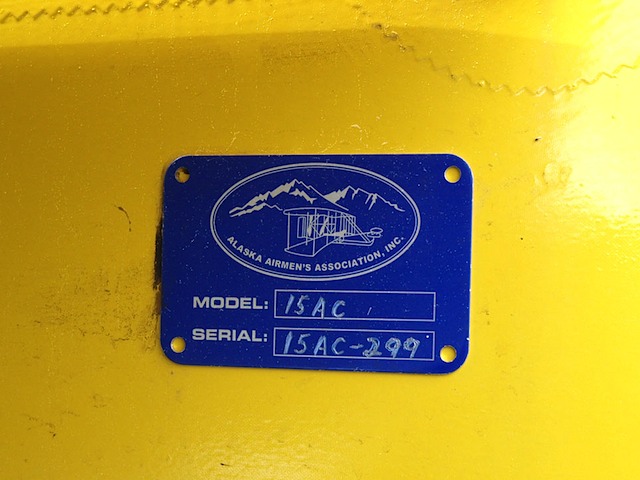 ALASKA AIRMEN'S ASSOCIATION, INC.
MODEL: 15AC
SERIAL: 15AC-299